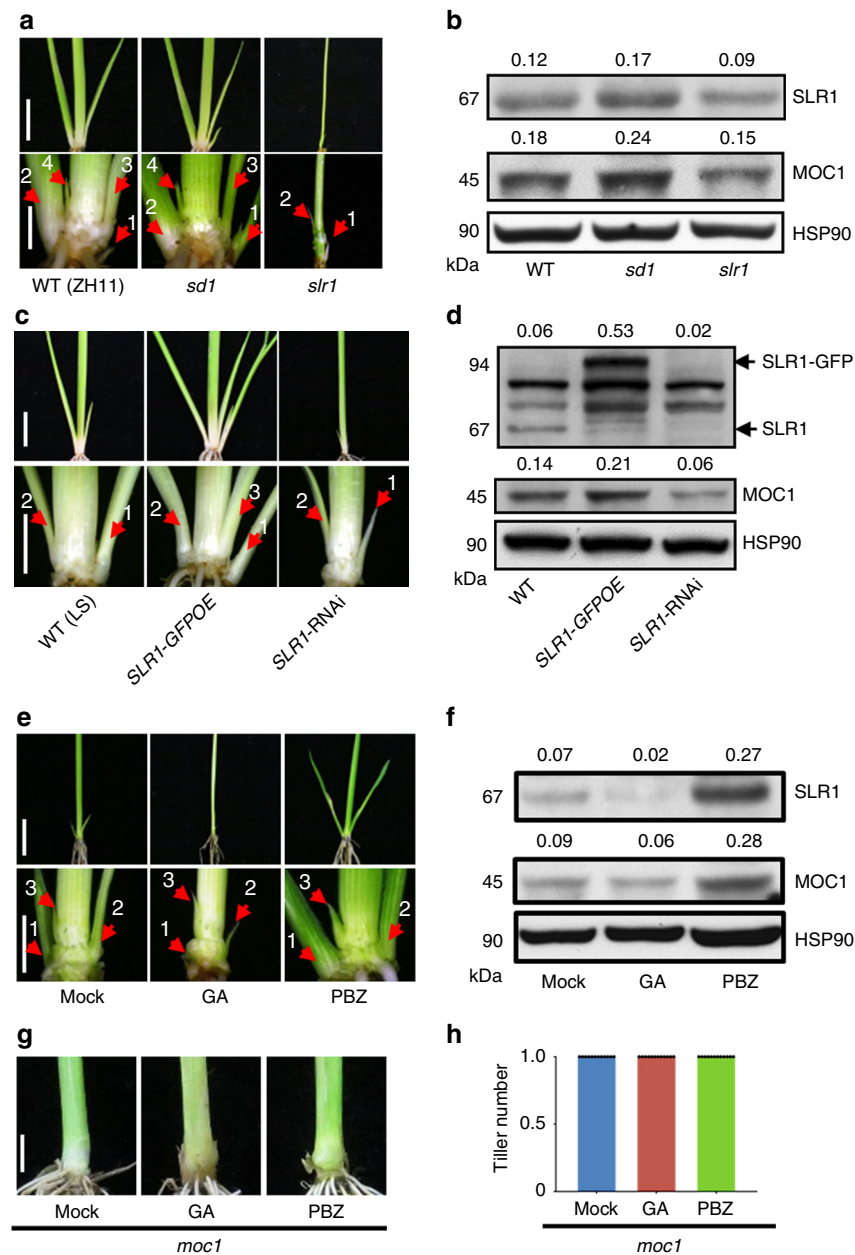 a
2 4 3 1
4 2 3 1
2 1
WT (ZH11) sd1 slr1
b
0.12 0.17 0.09
67 SLR1
0.18 0.24 0.15
45 MOC1
90 HSP90
kDa
WT sd1 slr1
c
2 1
2 3 1
2 1
WT (LS) SLR1-GFPOE SLR1-RNAi
d
0.06 0.53 0.02
94 SLR1-GFP
67 SLR1
0.14 0.21 0.06
45 MOC1
90 HSP90
kDa
WT SLR1-GFPOE SLR1-RNAi
e
3 1 2
3 2 1
3 1 2
Mock GA PBZ
f
0.07 0.02 0.27
67 SLR1
0.09 0.06 0.28
45 MOC1
90 HSP90
kDa
Mock GA PBZ
g
Mock GA PBZ
moc1
h
Tiller number
1.0
0.5
0
Mock GA PBZ
moc1